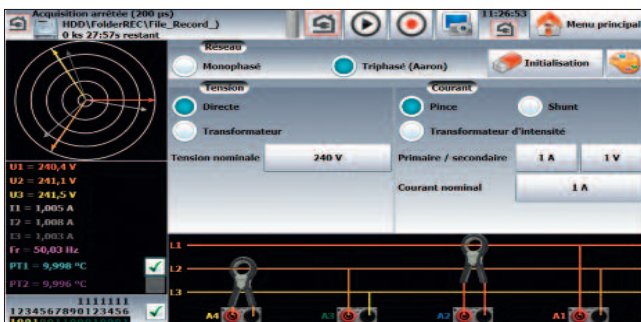 Acquisition arrêtée (200 µs)
HDD\FolderREC\File_Record_)
0 ks 27:57s restant
11:26:53
Menu principal
Réseau
Monophasé
Triphasé (Aaron)
Initialisation
Tension
Courant
Directe
Pince
Shunt
Transformateur
Transformateur d'intensité
Tension nominale
240 V
Primaire / secondaire
1 A
1 V
Courant nominal
1 A
U1 = 240,4 V
U2 = 241,1 V
U3 = 241,5 V
I1 = 1,005 A
I2 = 1,008 A
I3 = 1,003 A
Fr = 50,03 Hz
PT1 = 9,998 °C
PT2 = 9,996 °C
1111111
1234567890123456
L1
L2
L3
A4
A3
A2
A1